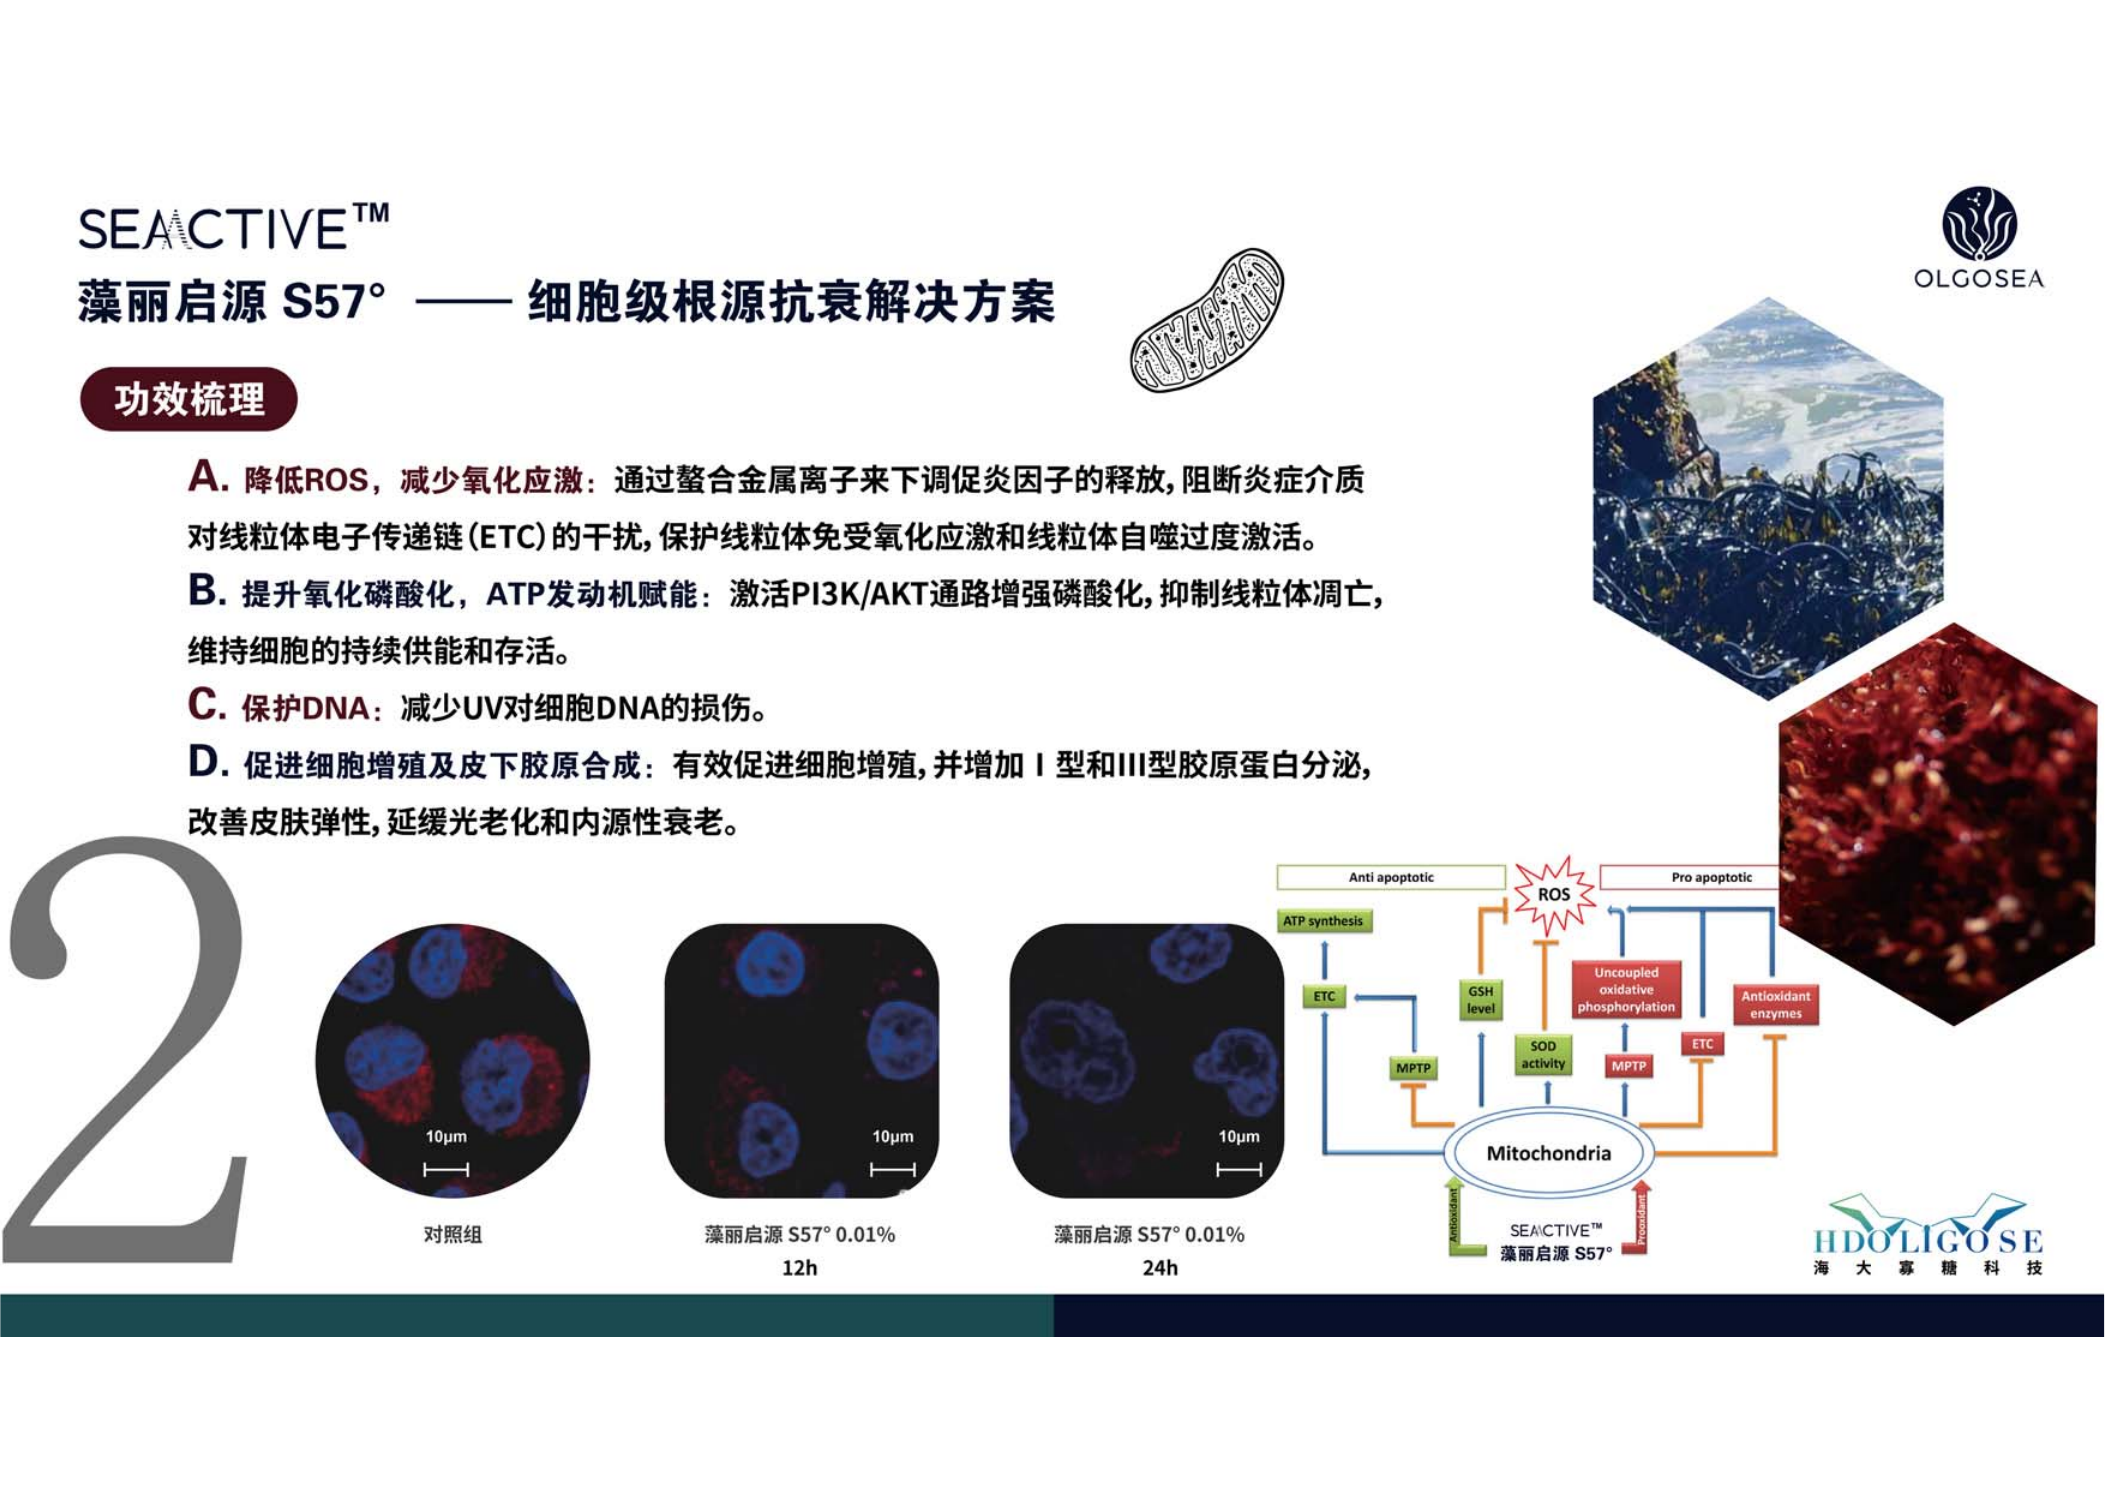 SEAACTIVE™
藻丽启源 S57° —— 细胞级根源抗衰解决方案
OLGOSEA
功效梳理
A. 降低ROS，减少氧化应激：通过螯合金属离子来下调促炎因子的释放，阻断炎症介质
对线粒体电子传递链（ETC）的干扰，保护线粒体免受氧化应激和线粒体自噬过度激活。
B. 提升氧化磷酸化，ATP发动机赋能：激活PI3K/AKT通路增强磷酸化，抑制线粒体凋亡，
维持细胞的持续供能和存活。
C. 保护DNA：减少UV对细胞DNA的损伤。
D. 促进细胞增殖及皮下胶原合成：有效促进细胞增殖，并增加Ⅰ型和III型胶原蛋白分泌，
改善皮肤弹性，延缓光老化和内源性衰老。
2
10μm
对照组
10μm
藻丽启源 S57° 0.01%
12h
10μm
藻丽启源 S57° 0.01%
24h
Anti apoptotic
ROS
Pro apoptotic
ATP synthesis
ETC
GSH
level
MPTP
SOD
activity
Uncoupled
oxidative
phosphorylation
MPTP
ETC
Antioxidant
enzymes
Mitochondria
Antioxidant
Prooxidant
SEAACTIVE™
藻丽启源 S57°
HDOLIGOSE
海大寡糖科技